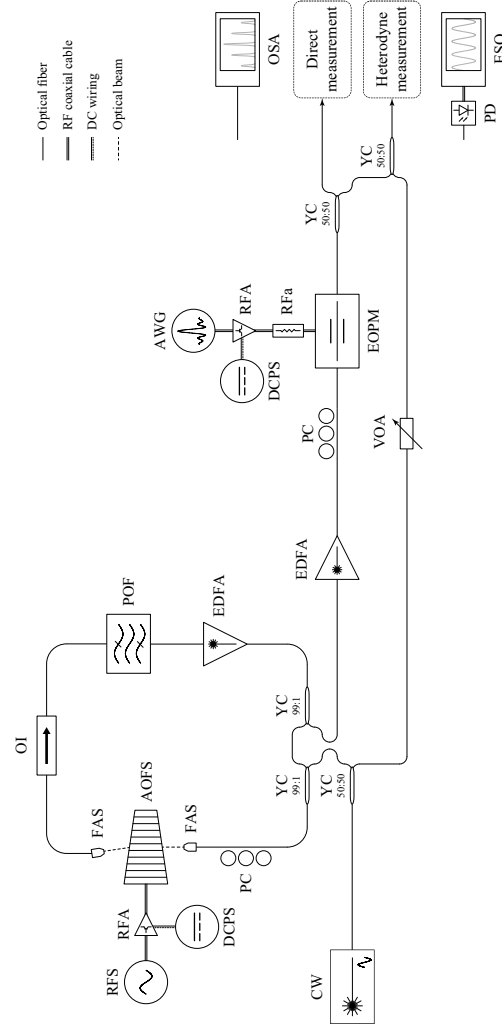 OI
Optical fiber
RF coaxial cable
DC wiring
Optical beam
FAS
RFS
RFA
AOFS
POF
AWG
FAS
EDFA
DCPS
PC
RFA
DCPS
RFa
OSA
YC
99:1
YC
99:1
EDFA
PC
YC
50:50
Direct
measurement
CW
YC
50:50
EOPM
VOA
YC
50:50
Heterodyne
measurement
PD
ESO